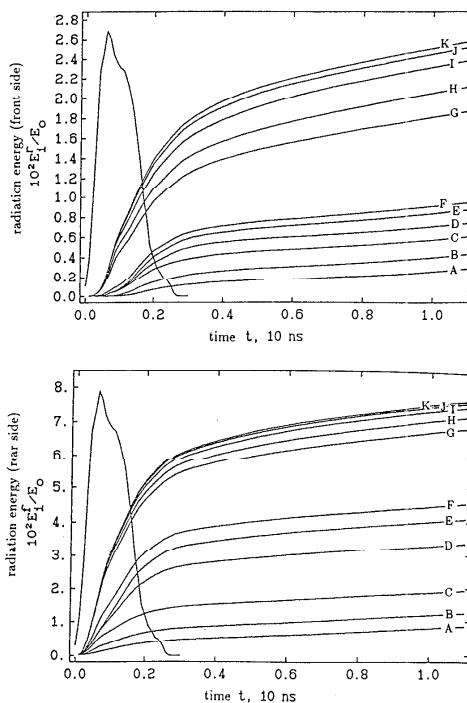 radiation energy (front side)
10²Eᵢʳ/E₀
2.8
2.6
2.4
2.2
2.0
1.8
1.6
1.4
1.2
1.0
0.8
0.6
0.4
0.2
0.0
K
J
I
H
G
F
E
D
C
B
A
0.0 0.2 0.4 0.6 0.8 1.0
time t, 10 ns
radiation energy (rear side)
10²Eᵢᶠ/E₀
8.
7.
6.
5.
4.
3.
2.
1.
0.
K=J
I
H
G
F
E
D
C
B
A
0.0 0.2 0.4 0.6 0.8 1.0
time t, 10 ns